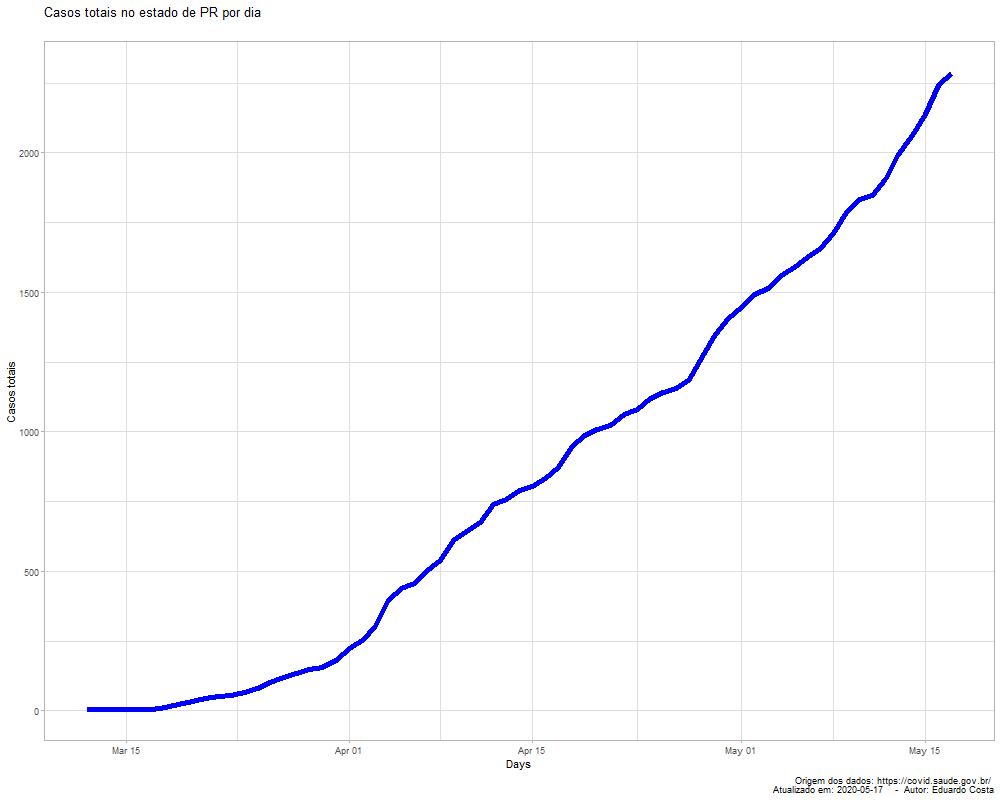 Casos totais no estado de PR por dia
Casos totais
2000
1500
1000
500
0
Mar 15
Apr 01
Apr 15
May 01
May 15
Days
Origem dos dados: https://covid.saude.gov.br/
Atualizado em: 2020-05-17 - Autor: Eduardo Costa